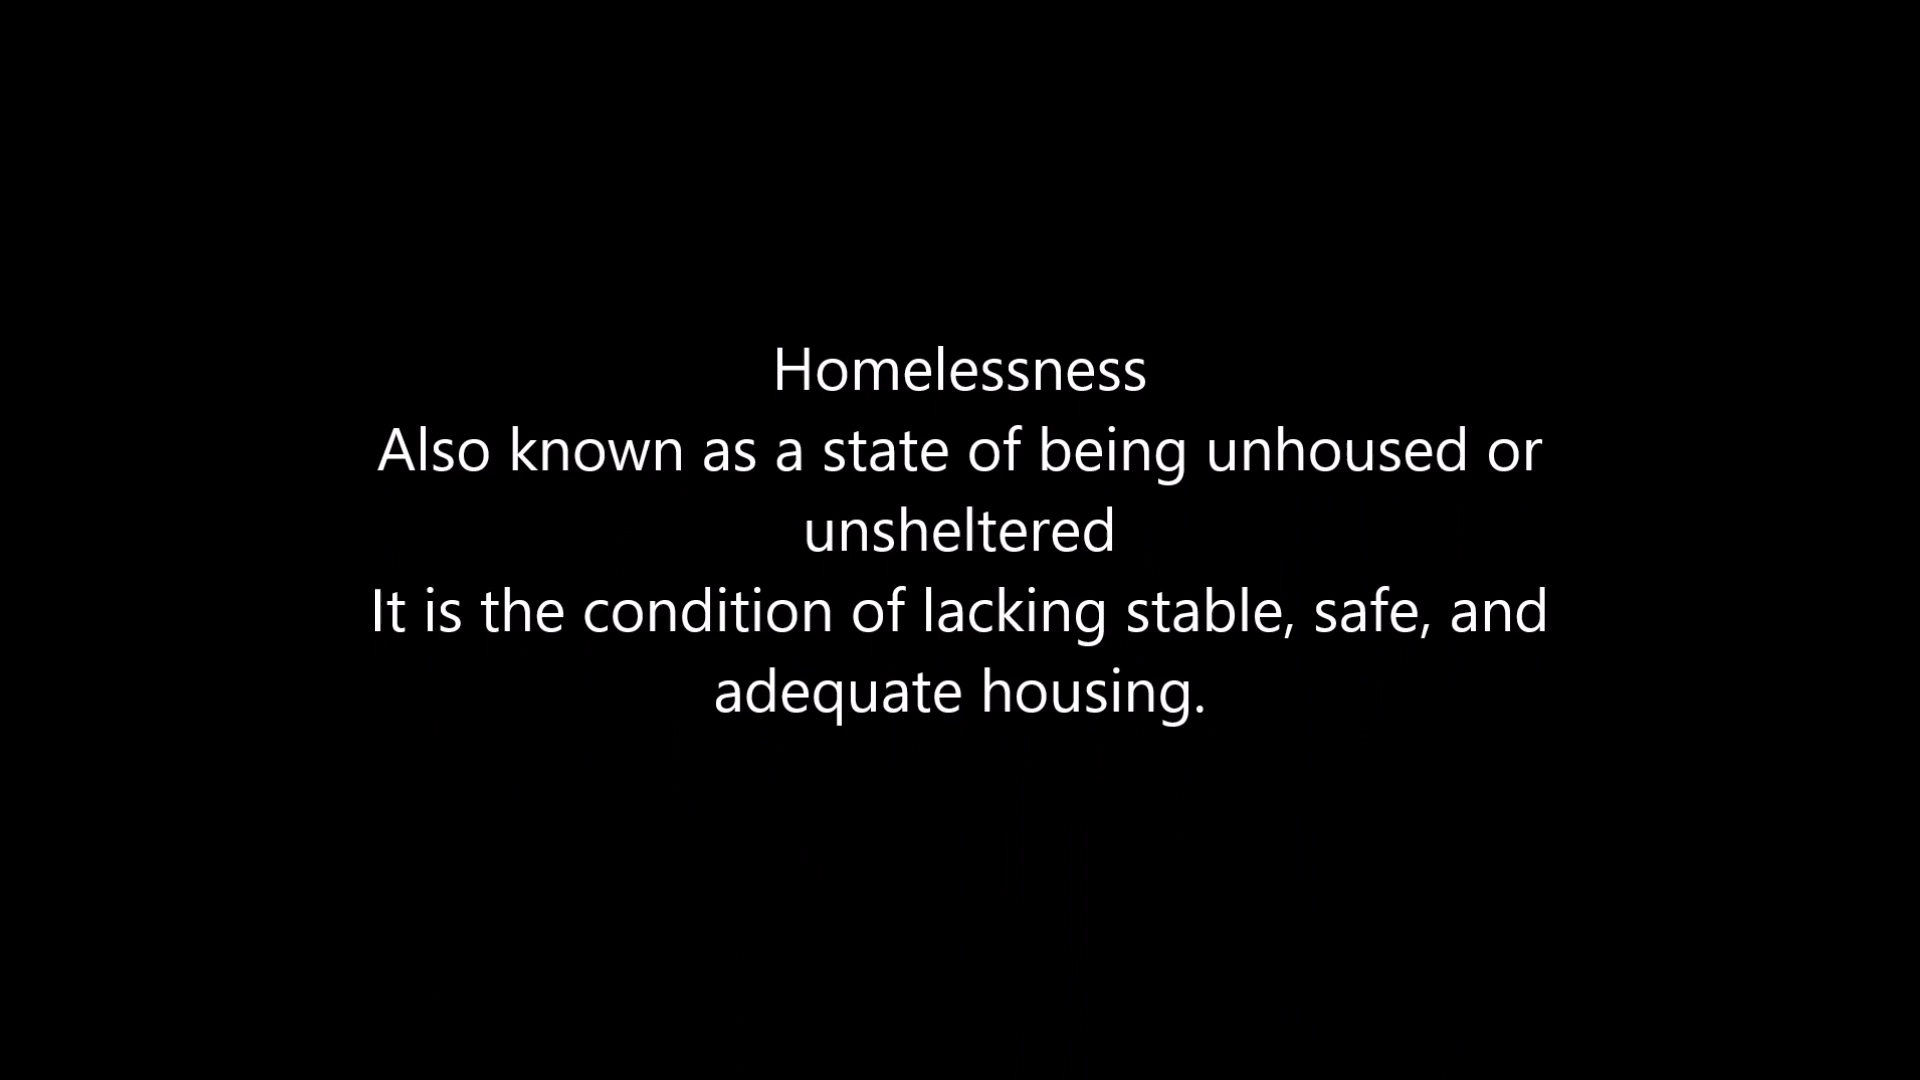 Homelessness
Also known as a state of being unhoused or
unsheltered
It is the condition of lacking stable, safe, and
adequate housing.